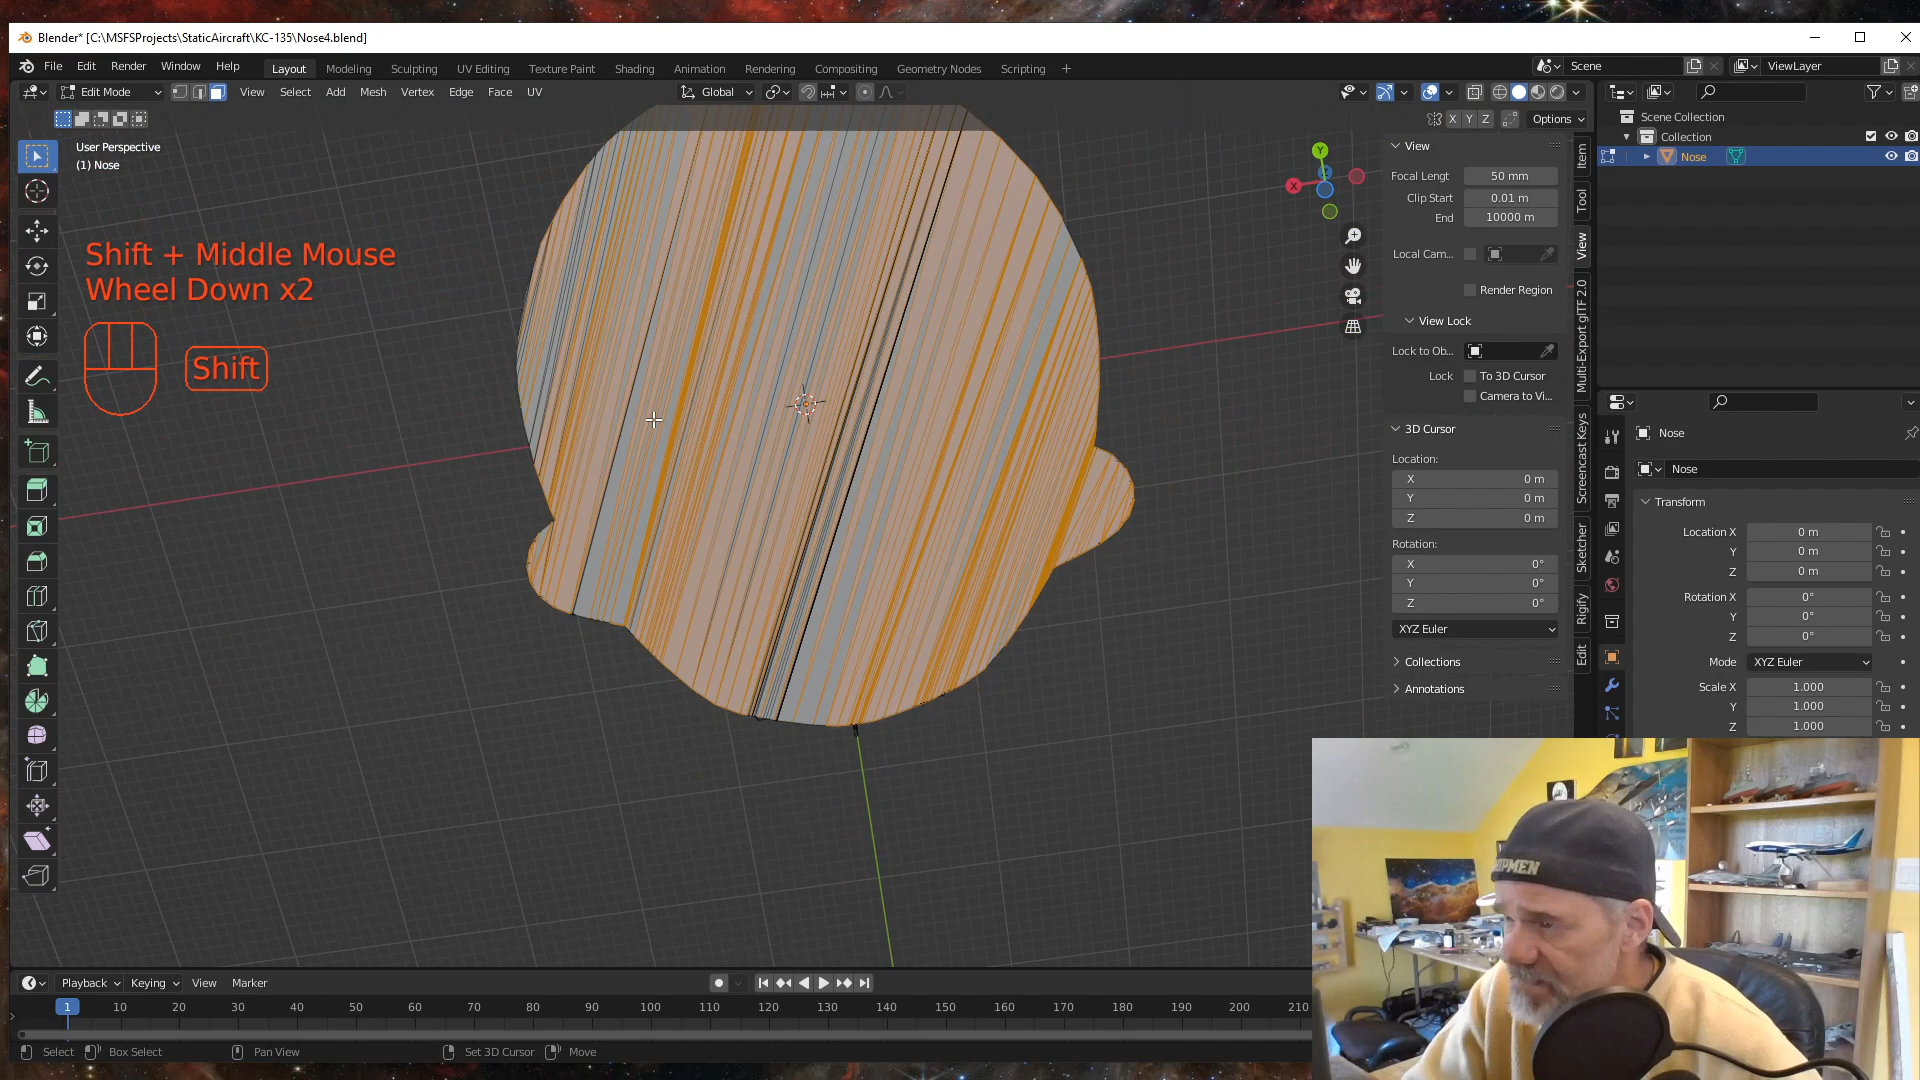 Blender* [C:\MSFSProjects\StaticAircraft\KC-135\Nose4.blend]
File Edit Render Window Help Layout Modeling Sculpting UV Editing Texture Paint Shading Animation Rendering Compositing Geometry Nodes Scripting + Scene ViewLayer
Edit Mode View Select Add Mesh Vertex Edge Face UV Global
X Y Z Options
User Perspective
(1) Nose
Shift + Middle Mouse
Wheel Down x2
Shift
Y
X
Z
View
Focal Lengt 50 mm
Clip Start 0.01 m
End 10000 m
Local Cam...
Render Region
View Lock
Lock to Ob...
Lock To 3D Cursor
Camera to Vi...
3D Cursor
Location:
X 0 m
Y 0 m
Z 0 m
Rotation:
X 0°
Y 0°
Z 0°
XYZ Euler
Collections
Annotations
Item
Tool
View
Multi-Export glTF 2.0
Screencast Keys
Sketcher
Rigify
Edit
Scene Collection
Collection
Nose
Nose
Nose
Transform
Location X 0 m
Y 0 m
Z 0 m
Rotation X 0°
Y 0°
Z 0°
Mode XYZ Euler
Scale X 1.000
Y 1.000
Z 1.000
Playback Keying View Marker
1 10 20 30 40 50 60 70 80 90 100 110 120 130 140 150 160 170 180 190 200 210
Select Box Select Pan View Set 3D Cursor Move